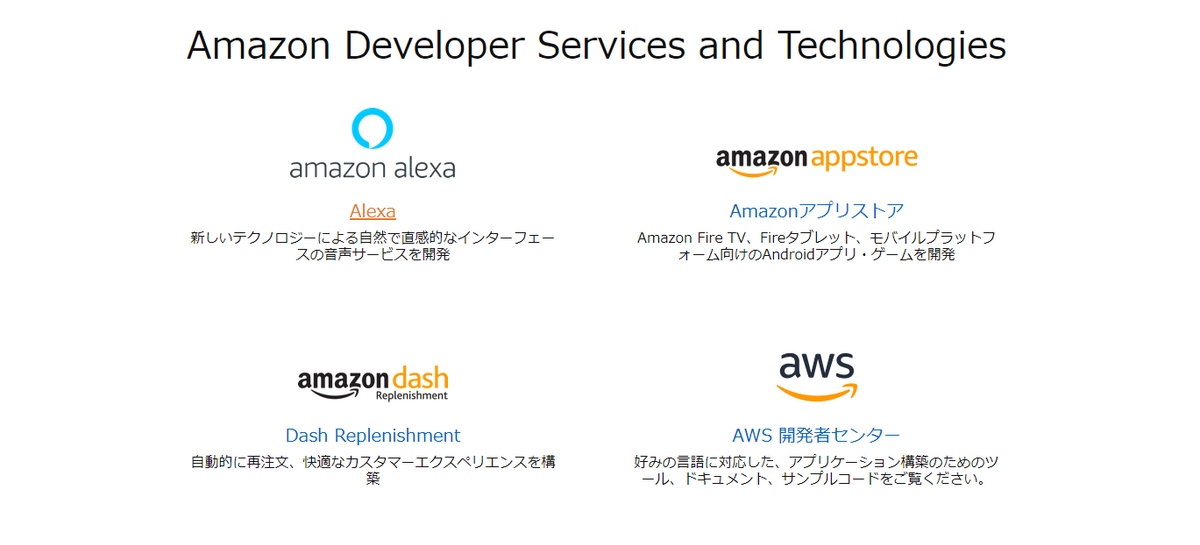 Amazon Developer Services and Technologies
amazon alexa
Alexa
新しいテクノロジーによる自然で直感的なインターフェー
スの音声サービスを開発
amazon appstore
Amazonアプリストア
Amazon Fire TV、Fireタブレット、モバイルプラットフ
ォーム向けのAndroidアプリ・ゲームを開発
amazon dash
Replenishment
Dash Replenishment
自動的に再注文、快適なカスタマーエクスペリエンスを構
築
aws
AWS 開発者センター
好みの言語に対応した、アプリケーション構築のためのツ
ール、ドキュメント、サンプルコードをご覧ください。